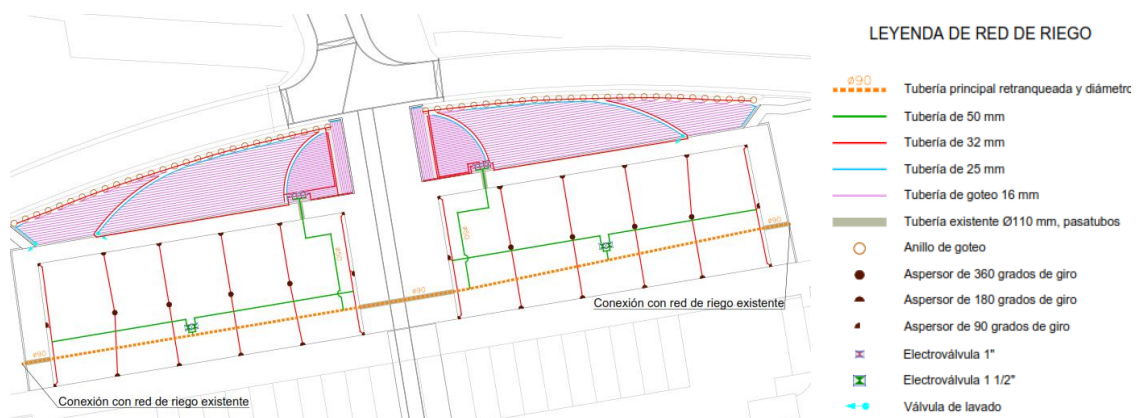 LEYENDA DE RED DE RIEGO
ø90
Tubería principal retranqueada y diámetro
Tubería de 50 mm
Tubería de 32 mm
Tubería de 25 mm
Tubería de goteo 16 mm
Tubería existente Ø110 mm, pasatubos
Anillo de goteo
Aspersor de 360 grados de giro
Aspersor de 180 grados de giro
Aspersor de 90 grados de giro
Electroválvula 1"
Electroválvula 1 1/2"
Válvula de lavado
ø90
Conexión con red de riego existente
ø90
ø90
Conexión con red de riego existente